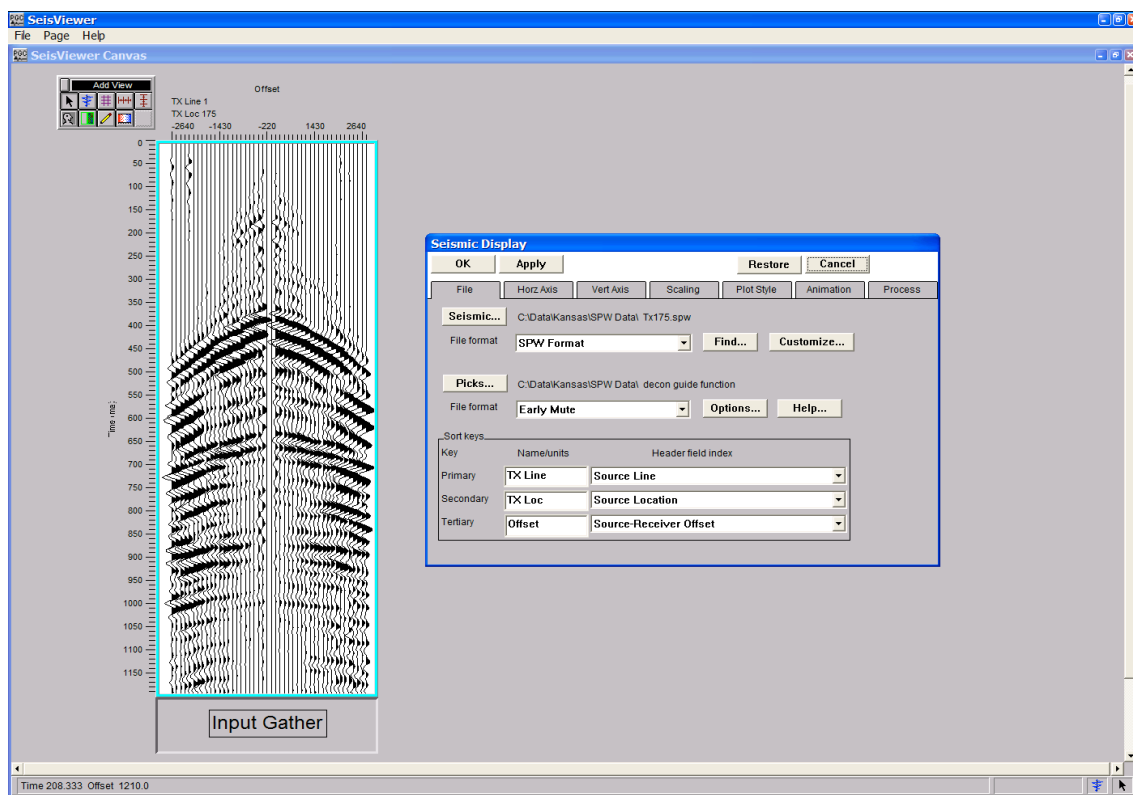 PGC SeisViewer
File Page Help
PGC SeisViewer Canvas
Add View
Offset
TX Line 1
TX Loc 175
-2640 -1430 -220 1430 2640
0
50
100
150
200
250
300
350
400
450
500
550
600
650
700
750
800
850
900
950
1000
1050
1100
1150
Input Gather
Seismic Display
OK Apply Restore Cancel
File Horz Axis Vert Axis Scaling Plot Style Animation Process
Seismic... C:\Data\Kansas\SPW Data\ Tx175.spw
File format SPW Format Find... Customize...
Picks... C:\Data\Kansas\SPW Data\ decon guide function
File format Early Mute Options... Help...
Sort keys
Key Name/units Header field index
Primary TX Line Source Line
Secondary TX Loc Source Location
Tertiary Offset Source-Receiver Offset
Time 208.333 Offset 1210.0